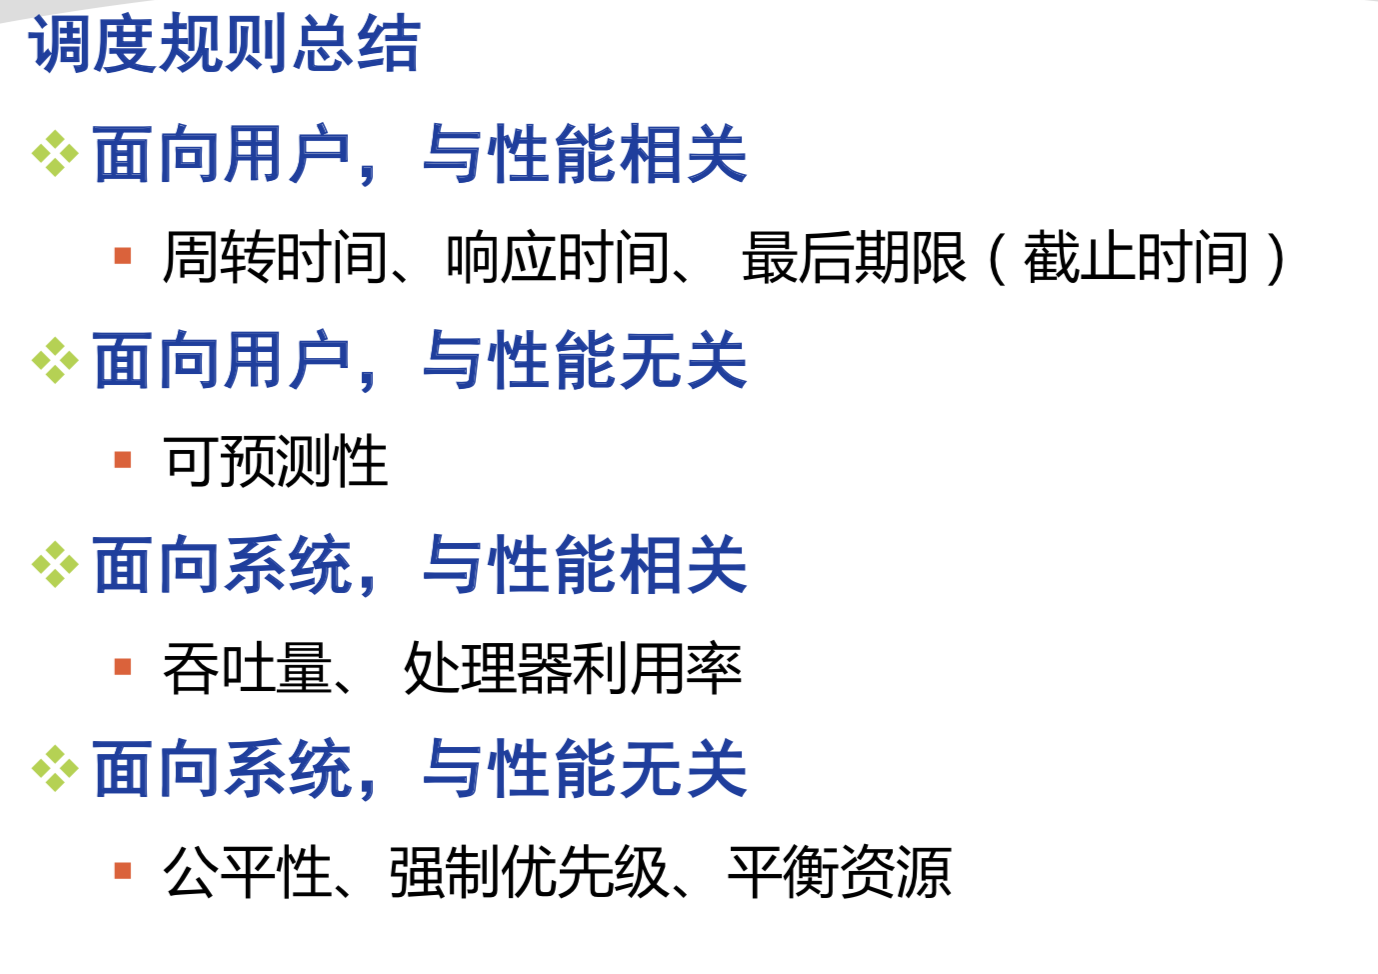 调度规则总结
面向用户，与性能相关
周转时间、响应时间、 最后期限（截止时间）
面向用户，与性能无关
可预测性
面向系统，与性能相关
吞吐量、 处理器利用率
面向系统，与性能无关
公平性、强制优先级、平衡资源